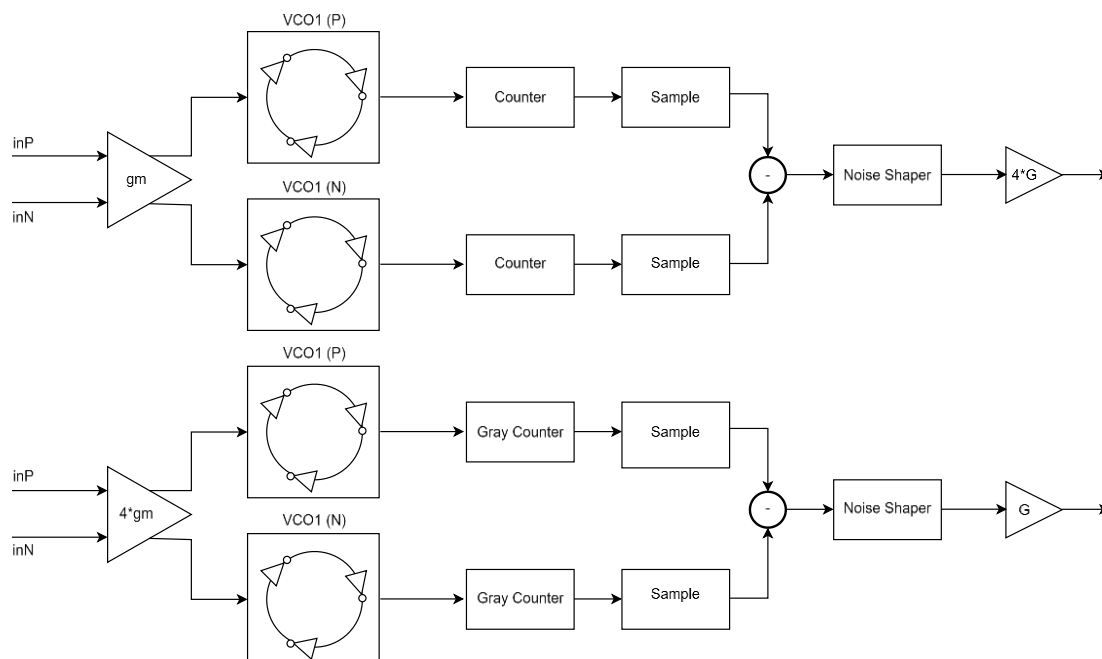 VCO1 (P)
Counter
Sample
inP
gm
inN
-
Noise Shaper
4*G
VCO1 (N)
Counter
Sample
VCO1 (P)
Gray Counter
Sample
inP
4*gm
inN
-
Noise Shaper
G
VCO1 (N)
Gray Counter
Sample